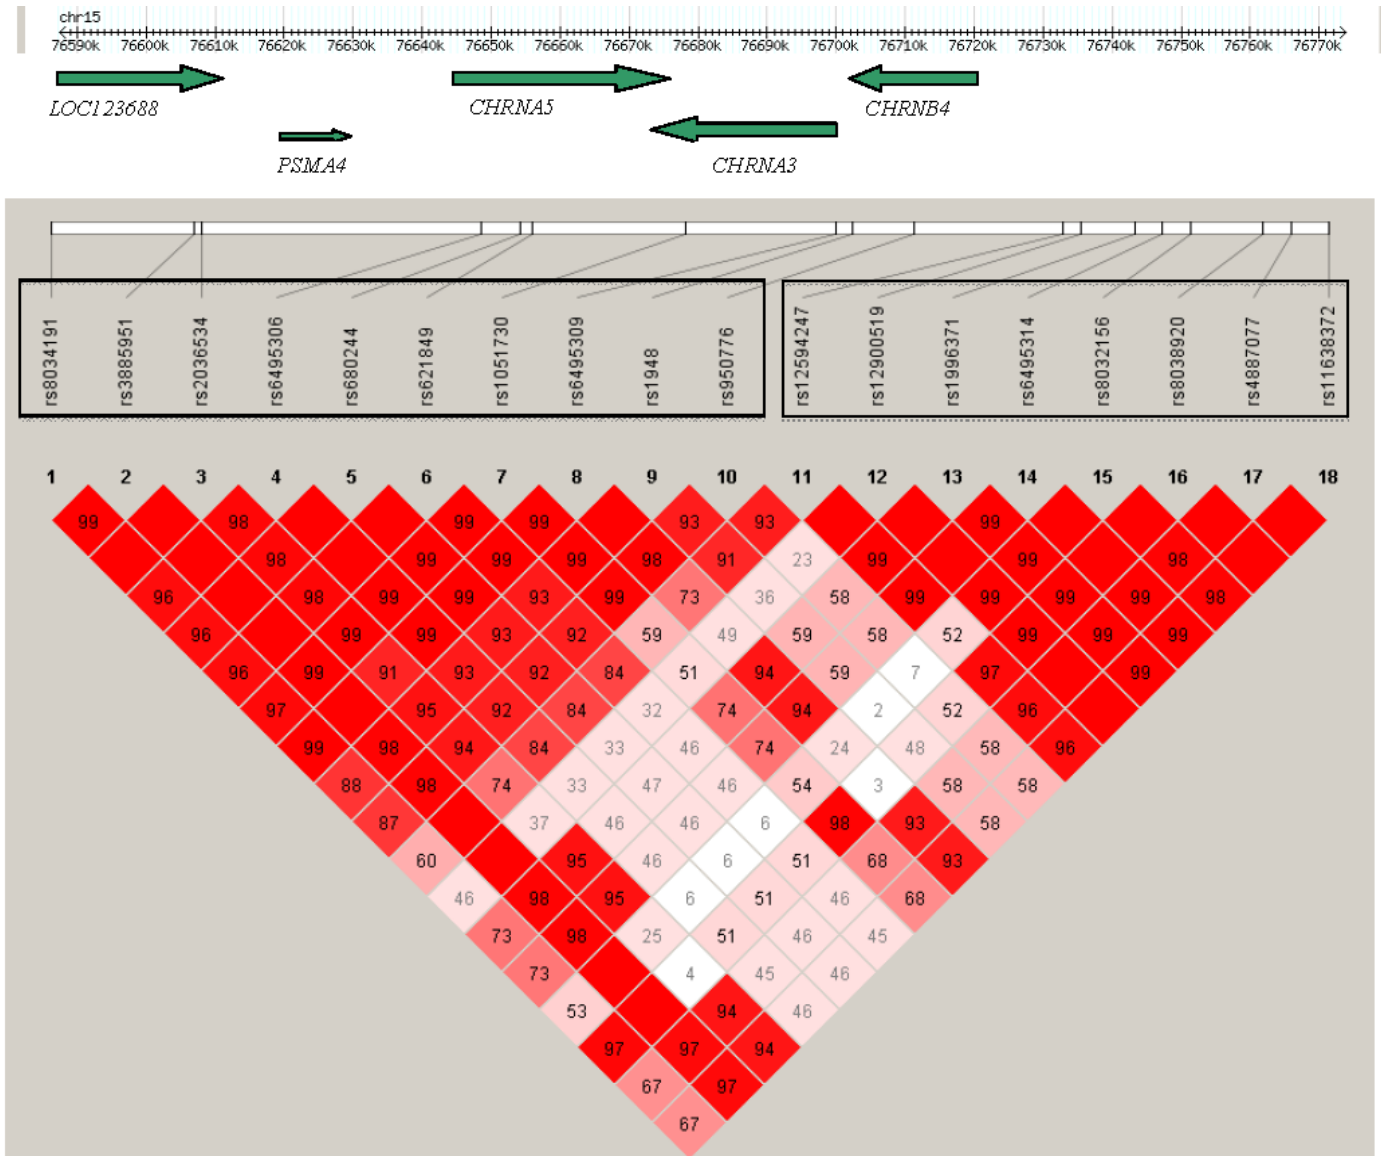 chr15
76590k 76600k 76610k 76620k 76630k 76640k 76650k 76660k 76670k 76680k 76690k 76700k 76710k 76720k 76730k 76740k 76750k 76760k 76770k
LOC123688 CHRNA5 CHRNB4
PSMA4 CHRNA3
rs8034191 rs3885951 rs2036534 rs6495306 rs680244 rs621849 rs1051730 rs6495309 rs1948 rs950776 rs12594247 rs12900519 rs1996371 rs6495314 rs8032156 rs8038920 rs4887077 rs11638372
1 2 3 4 5 6 7 8 9 10 11 12 13 14 15 16 17 18
99 98 99 99 93 93 99
98 99 99 99 98 91 23 99 99 98
96 98 99 99 93 99 73 36 58 99 99 99 99 98
96 99 99 93 92 59 49 59 58 52 99 99 99
96 99 91 93 92 84 51 94 59 7 97 99
97 95 92 84 32 74 94 2 52 96
99 98 94 84 33 46 74 24 48 58 96
88 98 74 33 47 46 54 3 58 58
87 37 46 46 6 98 93 58
60 95 46 6 51 68 93
46 98 95 6 51 46 68
73 98 25 51 46 45
73 4 45 46
53 94 46
97 97 94
67 97
67